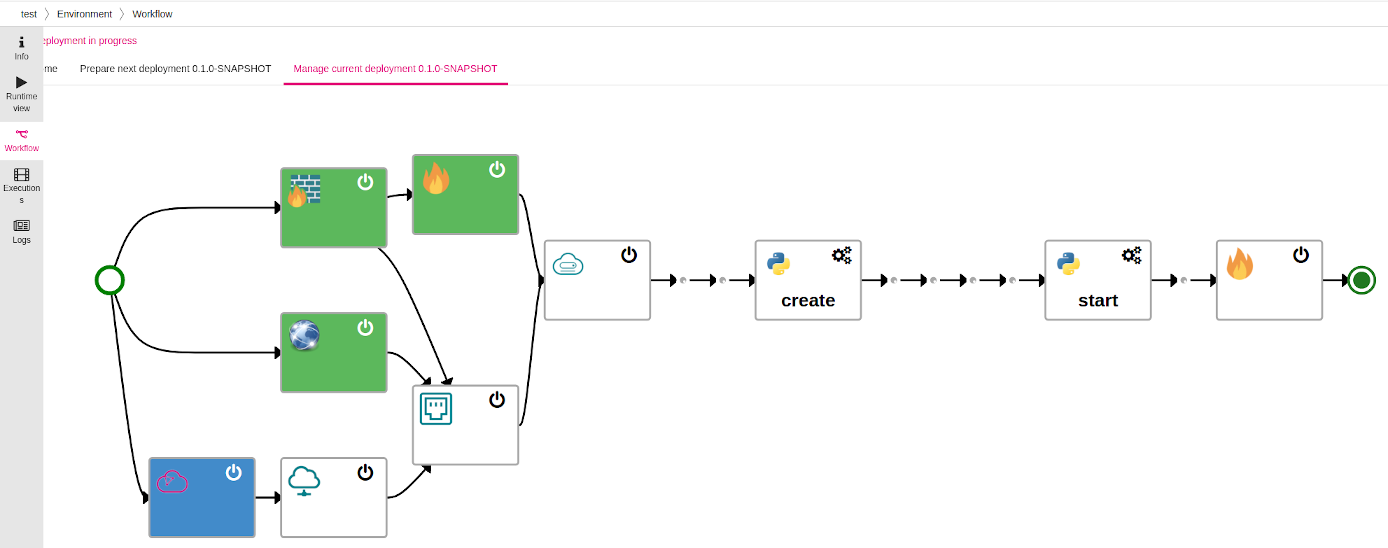 test
Environment
Workflow
eployment in progress
me
Prepare next deployment 0.1.0-SNAPSHOT
Manage current deployment 0.1.0-SNAPSHOT
Info
Runtime
view
Workflow
Execution
s
Logs
create
start